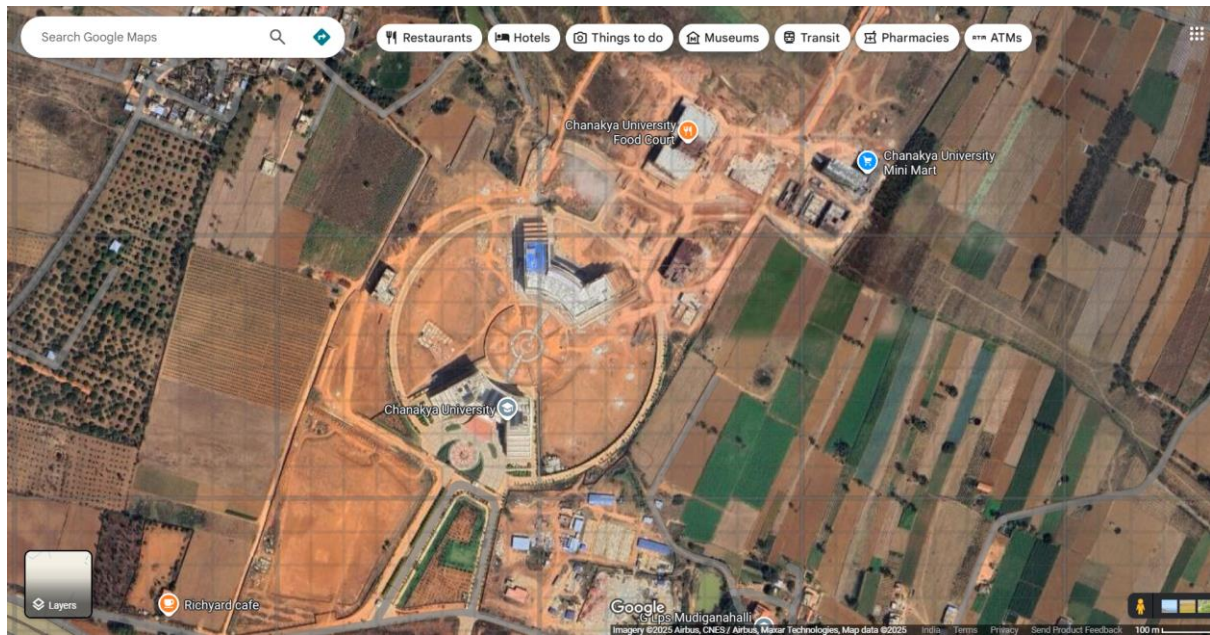 Search Google Maps
Restaurants
Hotels
Things to do
Museums
Transit
Pharmacies
ATMs
Chanakya University
Food Court
Chanakya University
Mini Mart
Chanakya University
Layers
Richyard cafe
Google
G Lps Mudiganahalli
Imagery ©2025 Airbus, CNES / Airbus, Maxar Technologies, Map data ©2025 India Terms Privacy Send Product Feedback 100 m